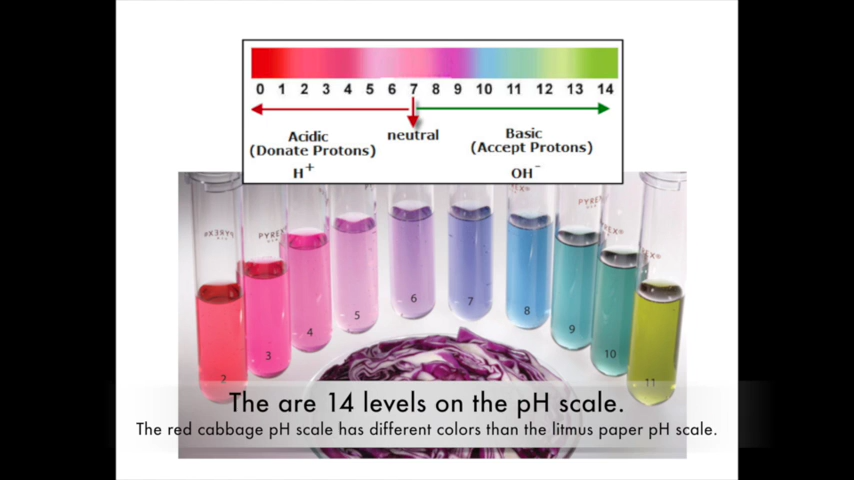 0 1 2 3 4 5 6 7 8 9 10 11 12 13 14
Acidic neutral Basic
(Donate Protons) (Accept Protons)
H+ OH-
PYREX PYREX PYREX® PYREX®
2 3 4 5 6 7 8 9 10 11
The are 14 levels on the pH scale.
The red cabbage pH scale has different colors than the litmus paper pH scale.